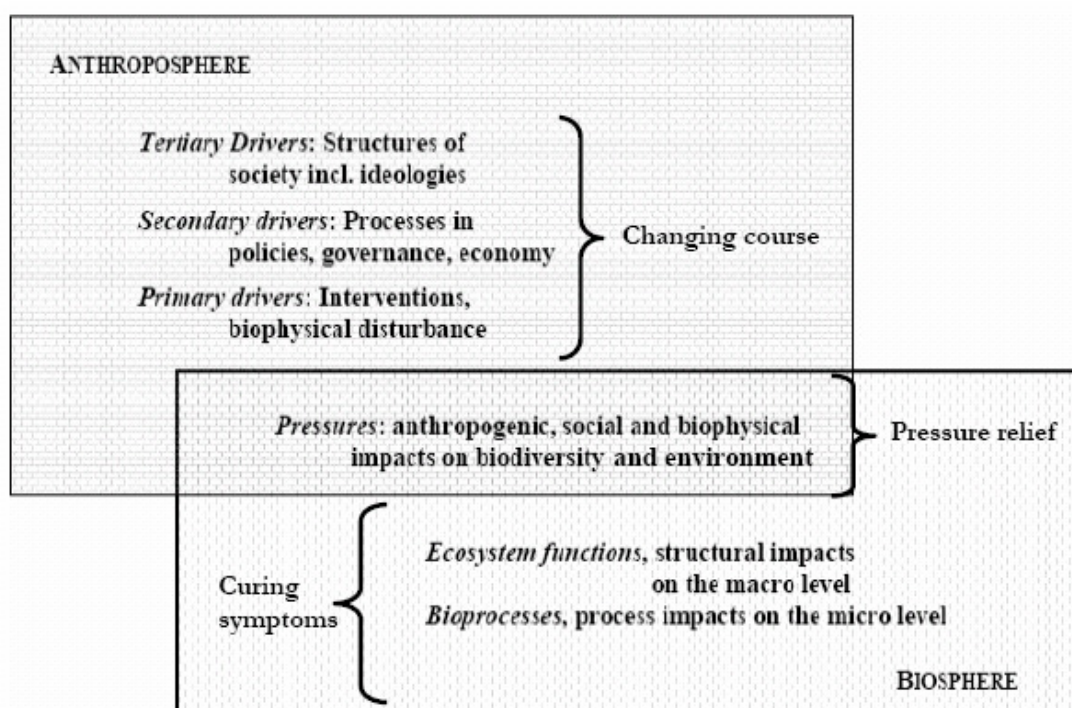 ANTHROPOSPHERE
Tertiary Drivers: Structures of
society incl. ideologies
Secondary drivers: Processes in
policies, governance, economy
Primary drivers: Interventions,
biophysical disturbance
Changing course
Pressures: anthropogenic, social and biophysical
impacts on biodiversity and environment
Pressure relief
Curing
symptoms
Ecosystem functions, structural impacts
on the macro level
Bioprocesses, process impacts on the micro level
BIOSPHERE